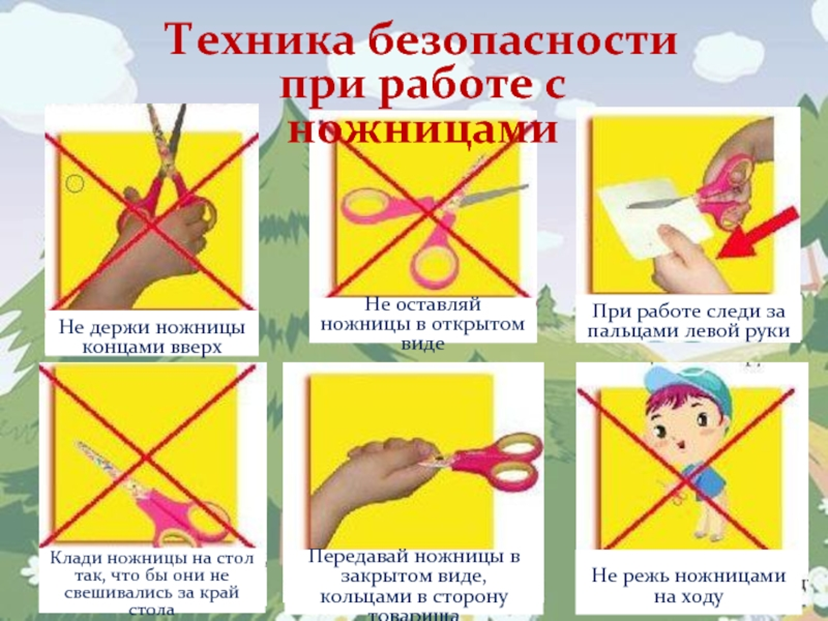 Техника безопасности
при работе с
ножницами
Не держи ножницы
концами вверх
Не оставляй
ножницы в открытом
виде
При работе следи за
пальцами левой руки
Клади ножницы на стол
так, что бы они не
свешивались за край
стола
Передавай ножницы в
закрытом виде,
кольцами в сторону
товарища
Не режь ножницами
на ходу